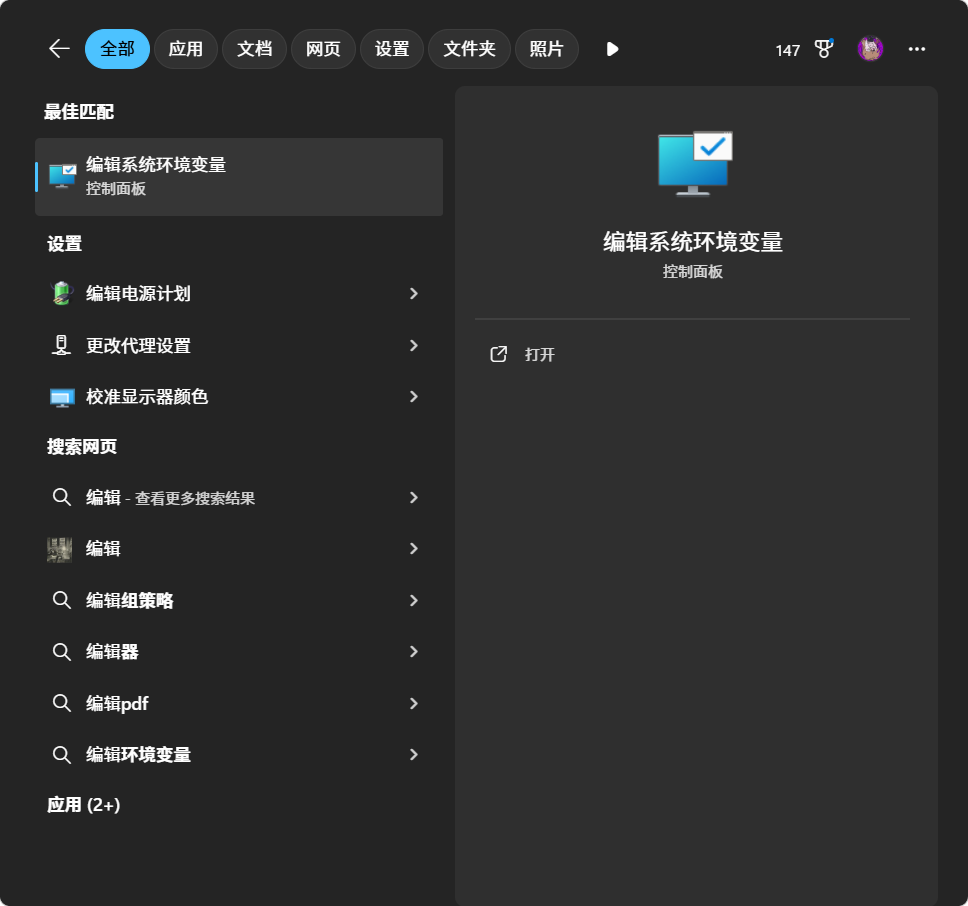 全部 应用 文档 网页 设置 文件夹 照片 147
最佳匹配
编辑系统环境变量
控制面板
设置
编辑电源计划
更改代理设置
校准显示器颜色
搜索网页
编辑 - 查看更多搜索结果
编辑
编辑组策略
编辑器
编辑pdf
编辑环境变量
应用 (2+)
编辑系统环境变量
控制面板
打开